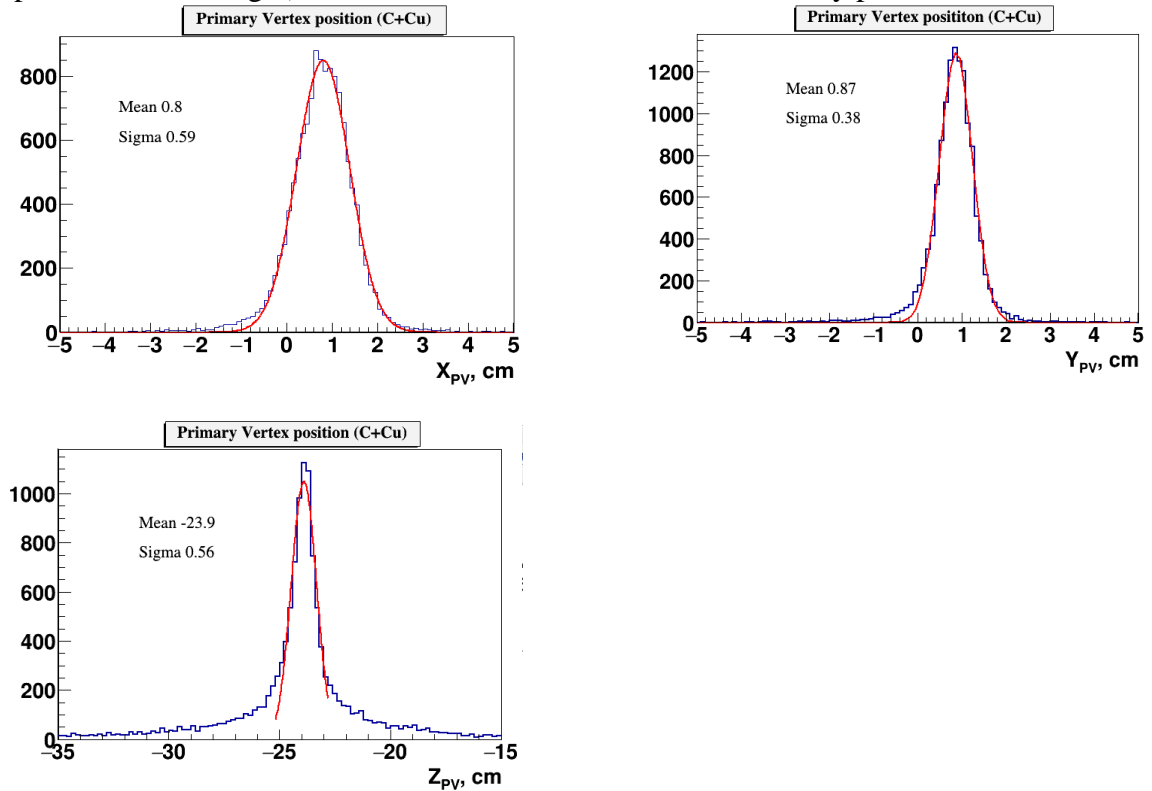 Primary Vertex position (C+Cu)
Mean 0.8
Sigma 0.59
800
600
400
200
0
−5 −4 −3 −2 −1 0 1 2 3 4 5
X_PV, cm
Primary Vertex posititon (C+Cu)
Mean 0.87
Sigma 0.38
1200
1000
800
600
400
200
0
−5 −4 −3 −2 −1 0 1 2 3 4 5
Y_PV, cm
Primary Vertex position (C+Cu)
Mean -23.9
Sigma 0.56
1000
800
600
400
200
0
−35 −30 −25 −20 −15
Z_PV, cm